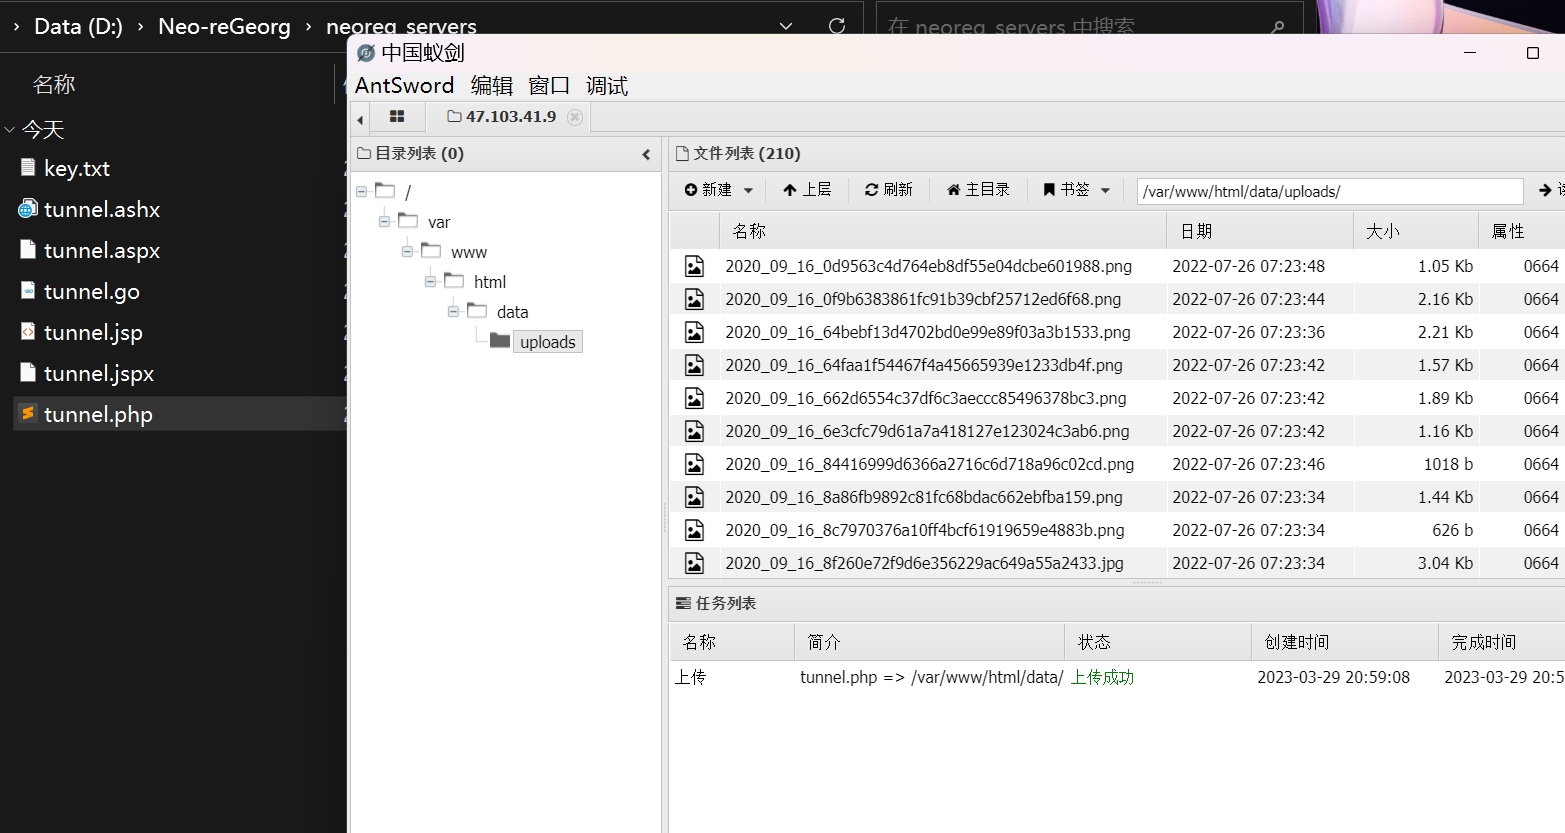 Data (D:) › Neo-reGeorg › neoreg_servers
在 neoreg_servers 中搜索
名称
今天
key.txt
tunnel.ashx
tunnel.aspx
tunnel.go
tunnel.jsp
tunnel.jspx
tunnel.php
中国蚁剑
AntSword 编辑 窗口 调试
47.103.41.9
目录列表 (0)
/
var
www
html
data
uploads
文件列表 (210)
新建 上层 刷新 主目录 书签 /var/www/html/data/uploads/
名称 日期 大小 属性
2020_09_16_0d9563c4d764eb8df55e04dcbe601988.png 2022-07-26 07:23:48 1.05 Kb 0664
2020_09_16_0f9b6383861fc91b39cbf25712ed6f68.png 2022-07-26 07:23:44 2.16 Kb 0664
2020_09_16_64bebf13d4702bd0e99e89f03a3b1533.png 2022-07-26 07:23:36 2.21 Kb 0664
2020_09_16_64faa1f54467f4a45665939e1233db4f.png 2022-07-26 07:23:42 1.57 Kb 0664
2020_09_16_662d6554c37df6c3aeccc85496378bc3.png 2022-07-26 07:23:42 1.89 Kb 0664
2020_09_16_6e3cfc79d61a7a418127e123024c3ab6.png 2022-07-26 07:23:42 1.16 Kb 0664
2020_09_16_84416999d6366a2716c6d718a96c02cd.png 2022-07-26 07:23:46 1018 b 0664
2020_09_16_8a86fb9892c81fc68bdac662ebfba159.png 2022-07-26 07:23:34 1.44 Kb 0664
2020_09_16_8c7970376a10ff4bcf61919659e4883b.png 2022-07-26 07:23:34 626 b 0664
2020_09_16_8f260e72f9d6e356229ac649a55a2433.jpg 2022-07-26 07:23:34 3.04 Kb 0664
任务列表
名称 简介 状态 创建时间 完成时间
上传 tunnel.php => /var/www/html/data/ 上传成功 2023-03-29 20:59:08 2023-03-29 20:5